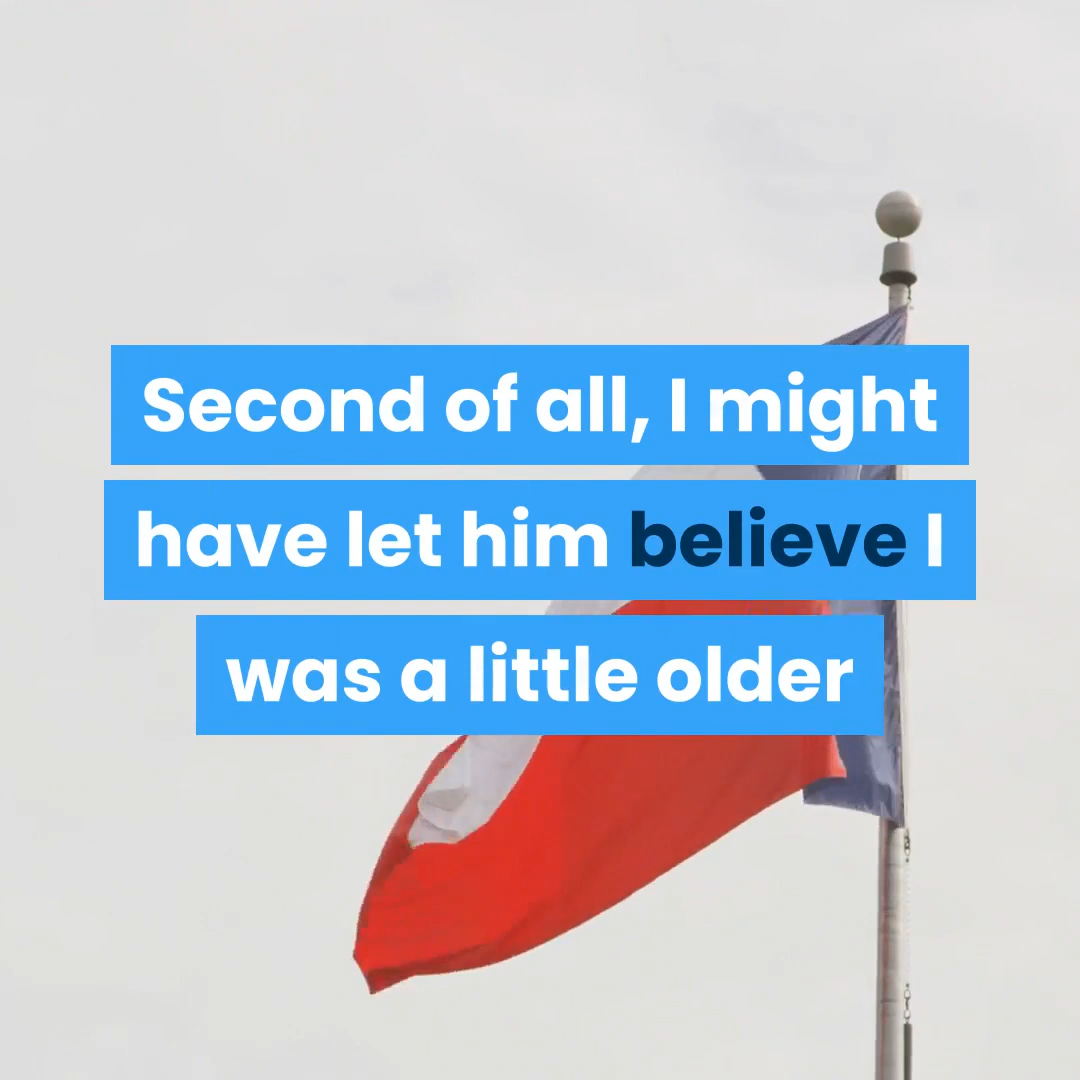 Second of all, I might
have let him believe I
was a little older